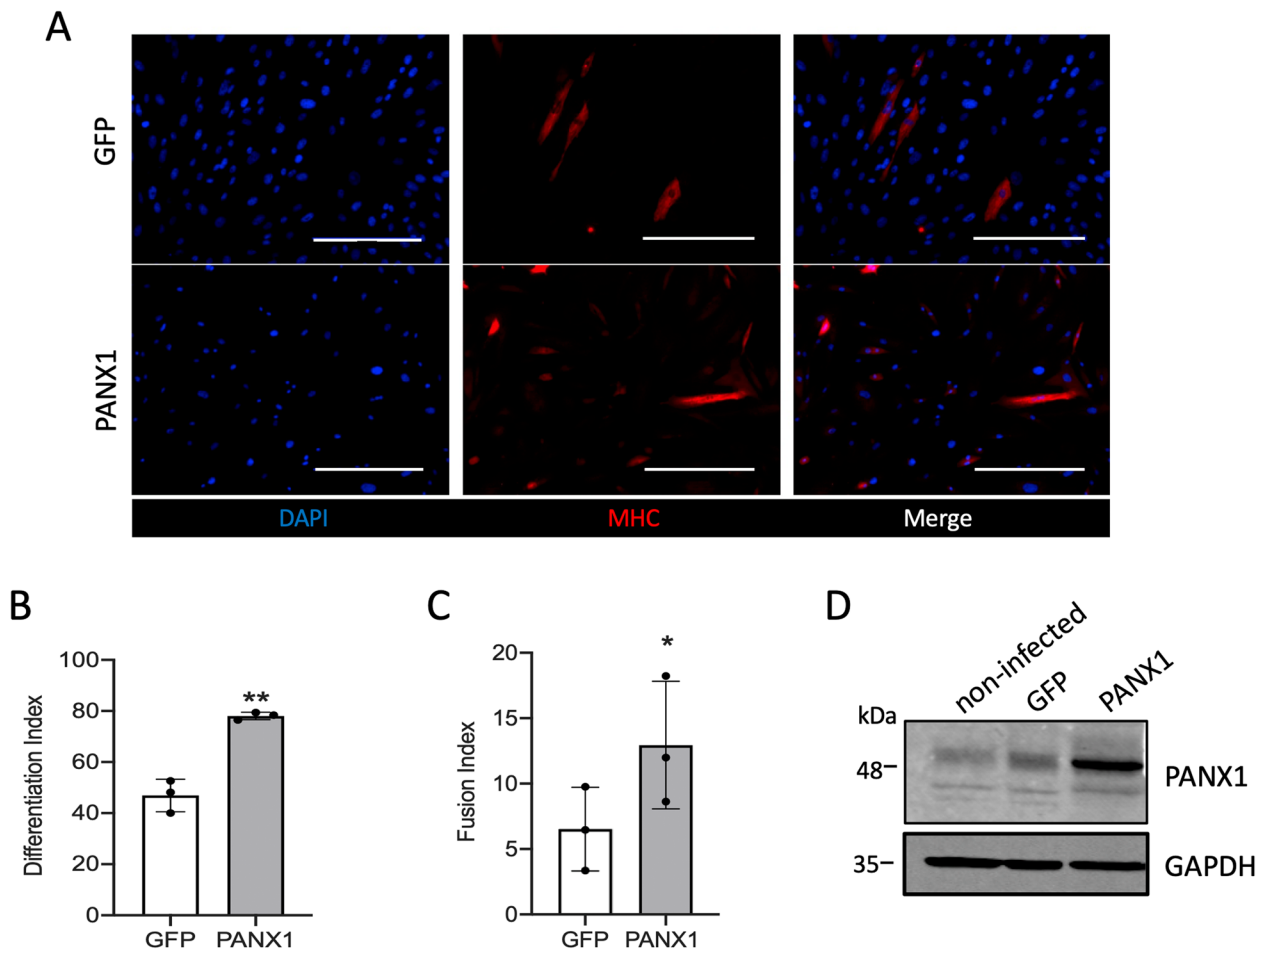 A
GFP
PANX1
DAPI MHC Merge
B
Differentiation Index
100
80
60
40
20
0
**
GFP PANX1
C
Fusion Index
20
15
10
5
0
*
GFP PANX1
D
non-infected
GFP
PANX1
kDa
48
PANX1
35
GAPDH